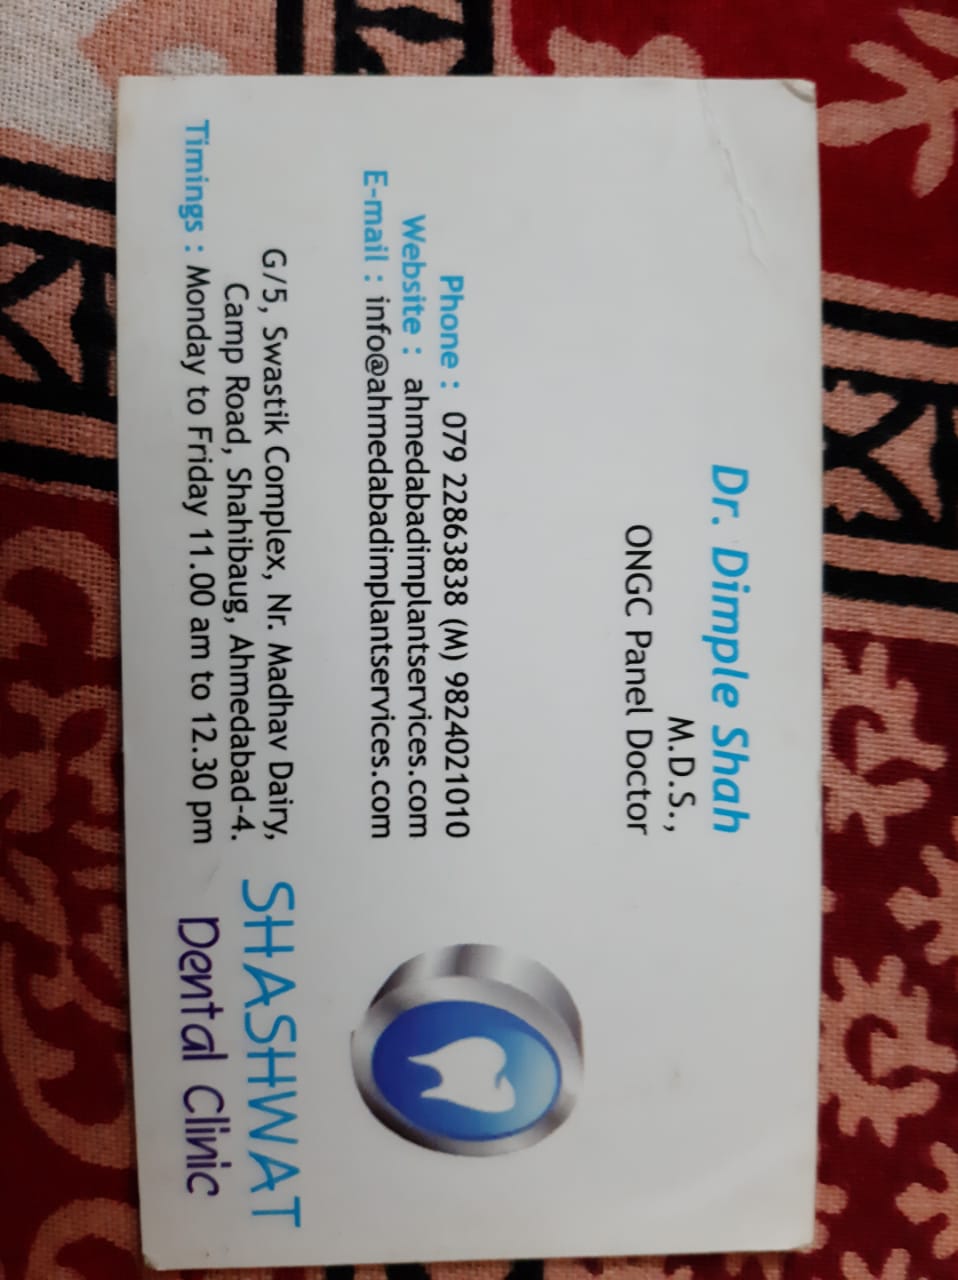 Dr. Dimple Shah
M.D.S.,
ONGC Panel Doctor
Phone : 079 22863838 (M) 9824021010
Website : ahmedabadimplantservices.com
E-mail : info@ahmedabadimplantservices.com
G/5, Swastik Complex, Nr. Madhav Dairy,
Camp Road, Shahibaug, Ahmedabad-4.
Timings : Monday to Friday 11.00 am to 12.30 pm
SHASHWAT
Dental Clinic